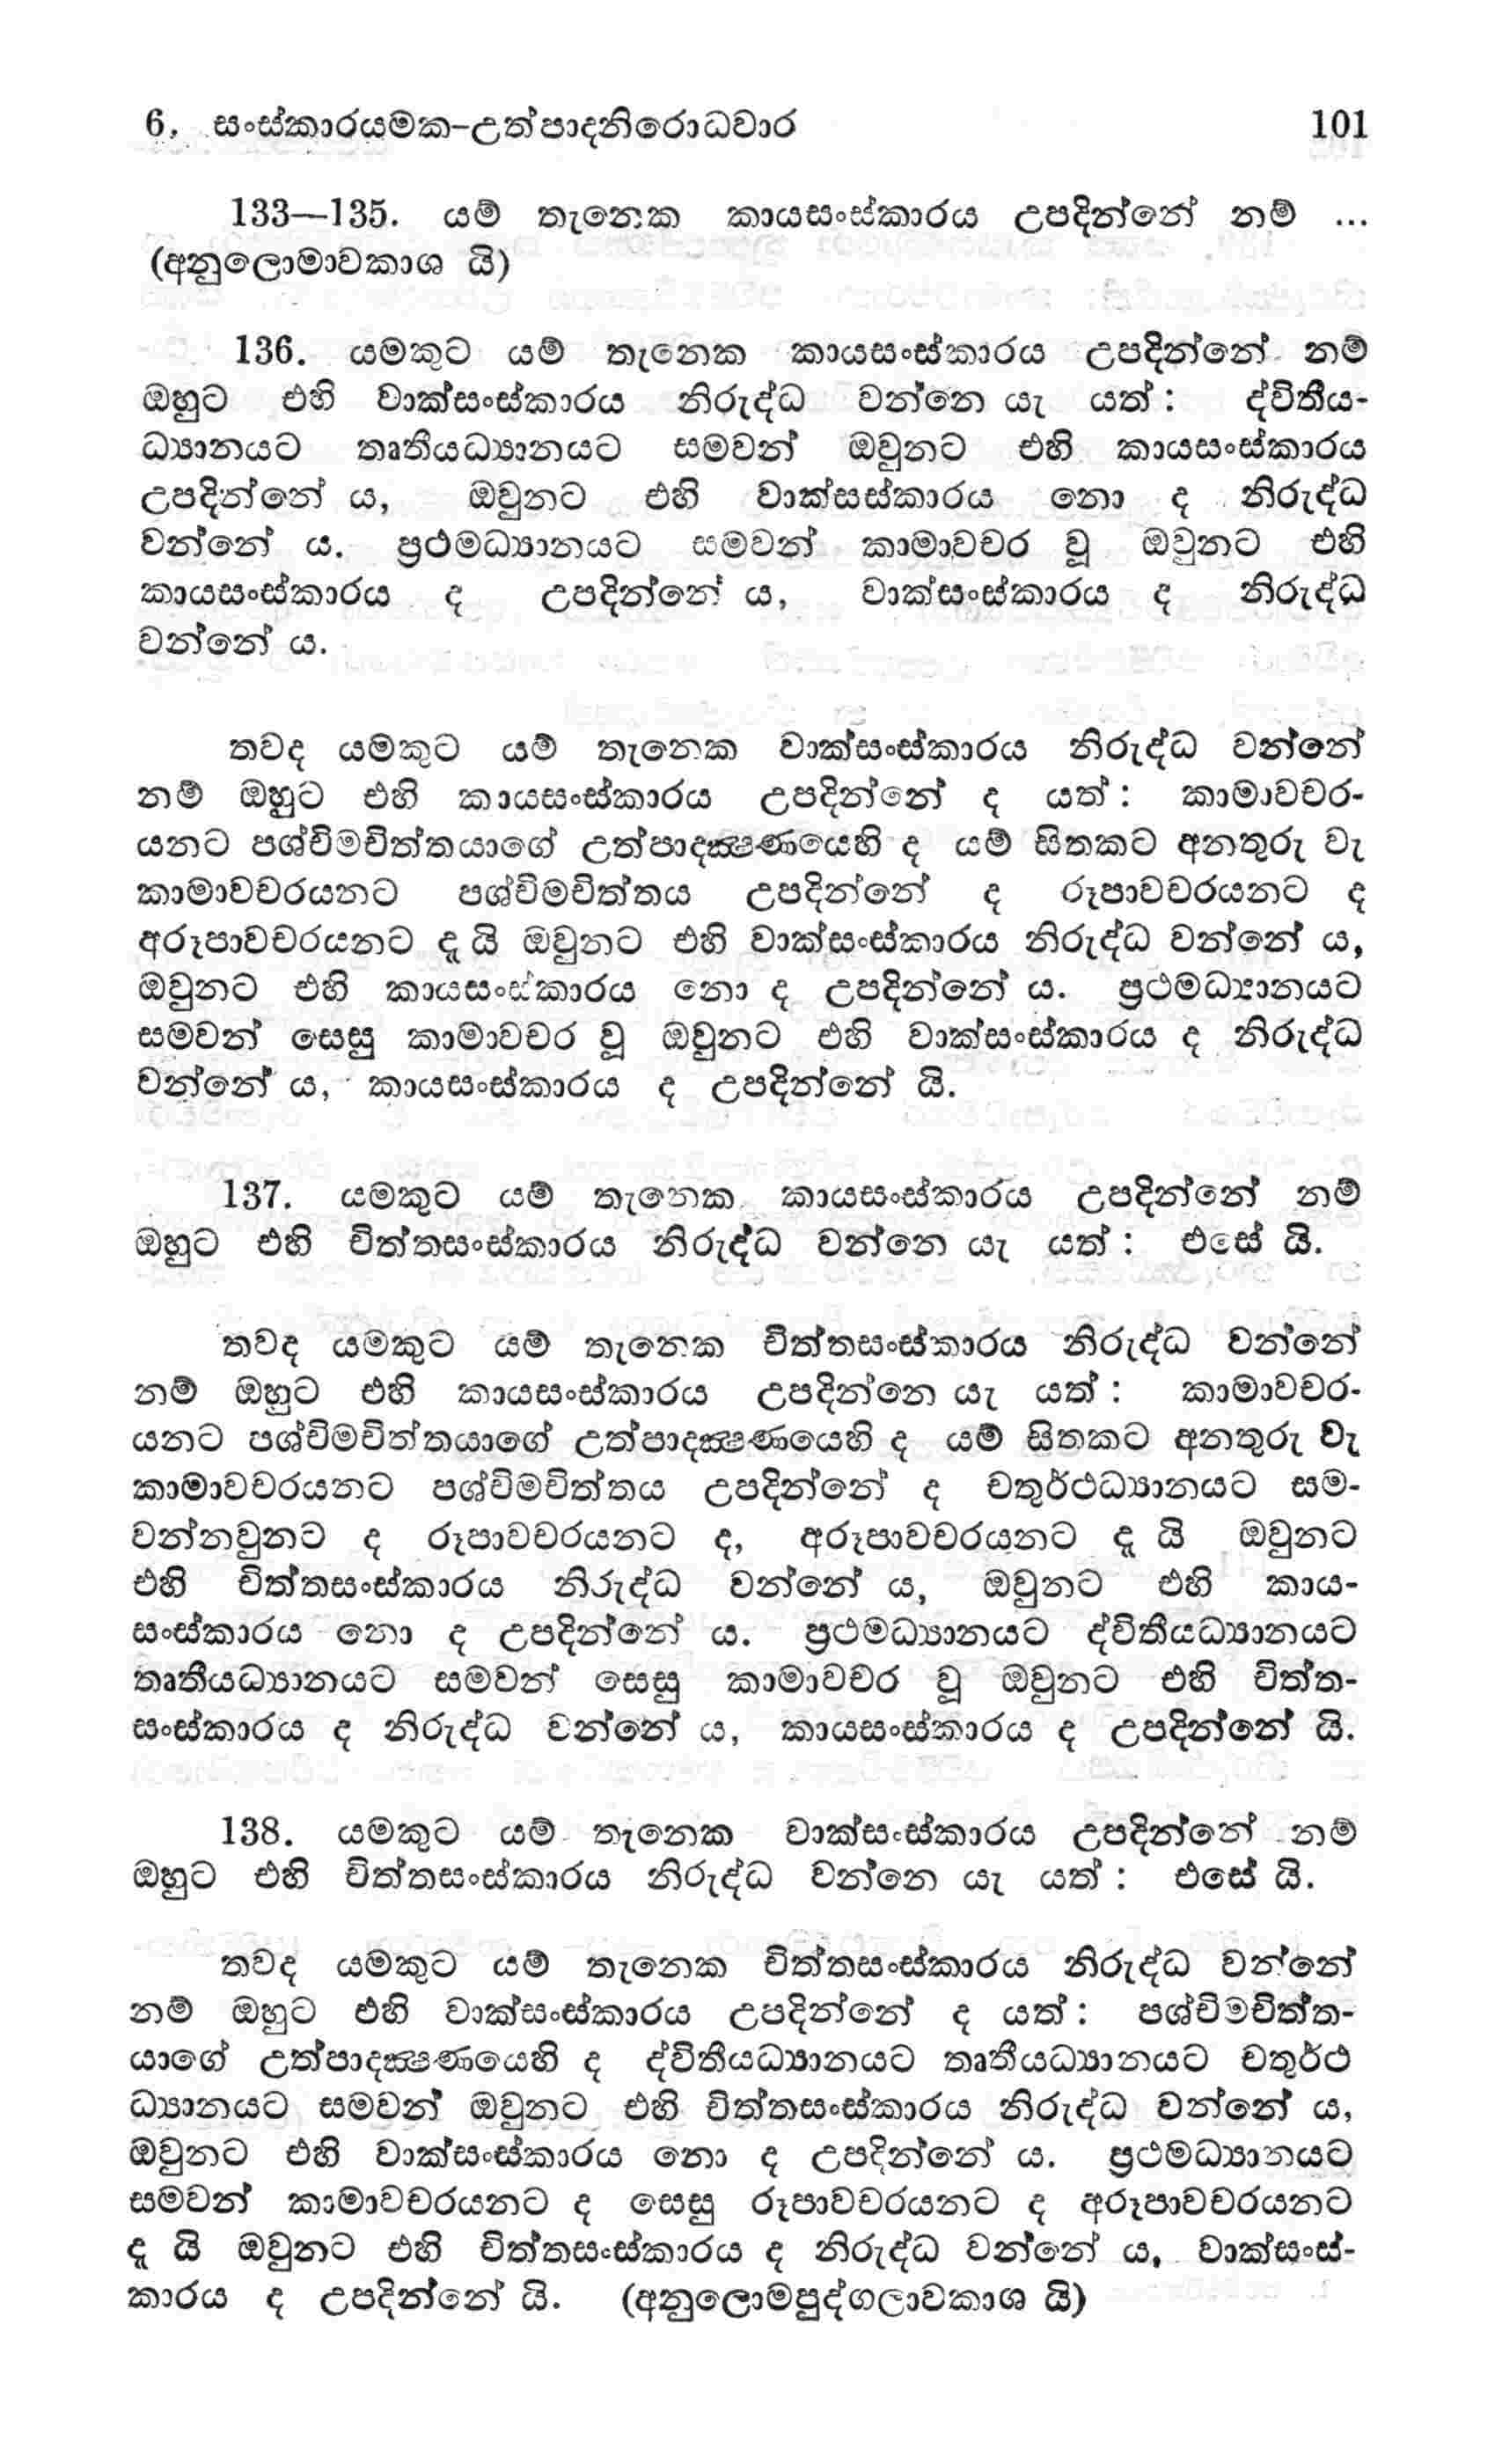 6. සංස්කාරයමක-උත්පාදනිරොධවාර 101
133—135. යම් තැනෙක කායසංස්කාරය උපදින්නේ නම් ...
(අනුලොමාවකාශ යි)
136. යමකුට යම් තැනෙක කායසංස්කාරය උපදින්නේ නම්
ඔහුට එහි වාක්සංස්කාරය නිරුද්ධ වන්නෙ යැ යත් : ද්විතීය-
ධ්‍යානයට තෘතීයධ්‍යානයට සමවන් ඔවුනට එහි කායසංස්කාරය
උපදින්නේ ය, ඔවුනට එහි වාක්සස්කාරය නො ද නිරුද්ධ
වන්නේ ය. ප්‍රථමධ්‍යානයට සමවන් කාමාවචර වූ ඔවුනට එහි
කායසංස්කාරය ද උපදින්නේ ය, වාක්සංස්කාරය ද නිරුද්ධ
වන්නේ ය.
තවද යමකුට යම් තැනෙක වාක්සංස්කාරය නිරුද්ධ වන්නේ
නම් ඔහුට එහි කායසංස්කාරය උපදින්නේ ද යත් : කාමාවචර-
යනට පශ්චිමචිත්තයාගේ උත්පාදක්‍ෂණයෙහි ද යම් සිතකට අනතුරු වැ
කාමාවචරයනට පශ්චිමචිත්තය උපදින්නේ ද රූපාවචරයනට ද
අරූපාවචරයනට දැ යි ඔවුනට එහි වාක්සංස්කාරය නිරුද්ධ වන්නේ ය,
ඔවුනට එහි කායසංස්කාරය නො ද උපදින්නේ ය. ප්‍රථමධ්‍යානයට
සමවන් සෙසු කාමාවචර වූ ඔවුනට එහි වාක්සංස්කාරය ද නිරුද්ධ
වන්නේ ය, කායසංස්කාරය ද උපදින්නේ යි.
137. යමකුට යම් තැනෙක කායසංස්කාරය උපදින්නේ නම්
ඔහුට එහි චිත්තසංස්කාරය නිරුද්ධ වන්නෙ යැ යත් : එසේ යි.
තවද යමකුට යම් තැනෙක චිත්තසංස්කාරය නිරුද්ධ වන්නේ
නම් ඔහුට එහි කායසංස්කාරය උපදින්නෙ යැ යත් : කාමාවචර-
යනට පශ්චිමචිත්තයාගේ උත්පාදක්‍ෂණයෙහි ද යම් සිතකට අනතුරු වැ
කාමාවචරයනට පශ්චිමචිත්තය උපදින්නේ ද චතුර්ථධ්‍යානයට සම-
වන්නවුනට ද රූපාවචරයනට ද, අරූපාවචරයනට දැ යි ඔවුනට
එහි චිත්තසංස්කාරය නිරුද්ධ වන්නේ ය, ඔවුනට එහි කාය-
සංස්කාරය නො ද උපදින්නේ ය. ප්‍රථමධ්‍යානයට ද්විතීයධ්‍යානයට
තෘතීයධ්‍යානයට සමවන් සෙසු කාමාවචර වූ ඔවුනට එහි චිත්ත-
සංස්කාරය ද නිරුද්ධ වන්නේ ය, කායසංස්කාරය ද උපදින්නේ යි.
138. යමකුට යම් තැනෙක වාක්සංස්කාරය උපදින්නේ නම්
ඔහුට එහි චිත්තසංස්කාරය නිරුද්ධ වන්නෙ යැ යත් : එසේ යි.
තවද යමකුට යම් තැනෙක චිත්තසංස්කාරය නිරුද්ධ වන්නේ
නම් ඔහුට එහි වාක්සංස්කාරය උපදින්නේ ද යත් : පශ්චිමචිත්ත-
යාගේ උත්පාදක්‍ෂණයෙහි ද ද්විතීයධ්‍යානයට තෘතීයධ්‍යානයට චතුර්ථ
ධ්‍යානයට සමවන් ඔවුනට එහි චිත්තසංස්කාරය නිරුද්ධ වන්නේ ය,
ඔවුනට එහි වාක්සංස්කාරය නො ද උපදින්නේ ය. ප්‍රථමධ්‍යානයට
සමවන් කාමාවචරයනට ද සෙසු රූපාවචරයනට ද අරූපාවචරයනට
දැ යි ඔවුනට එහි චිත්තසංස්කාරය ද නිරුද්ධ වන්නේ ය, වාක්සංස්-
කාරය ද උපදින්නේ යි. (අනුලොමපුද්ගලාවකාශ යි)